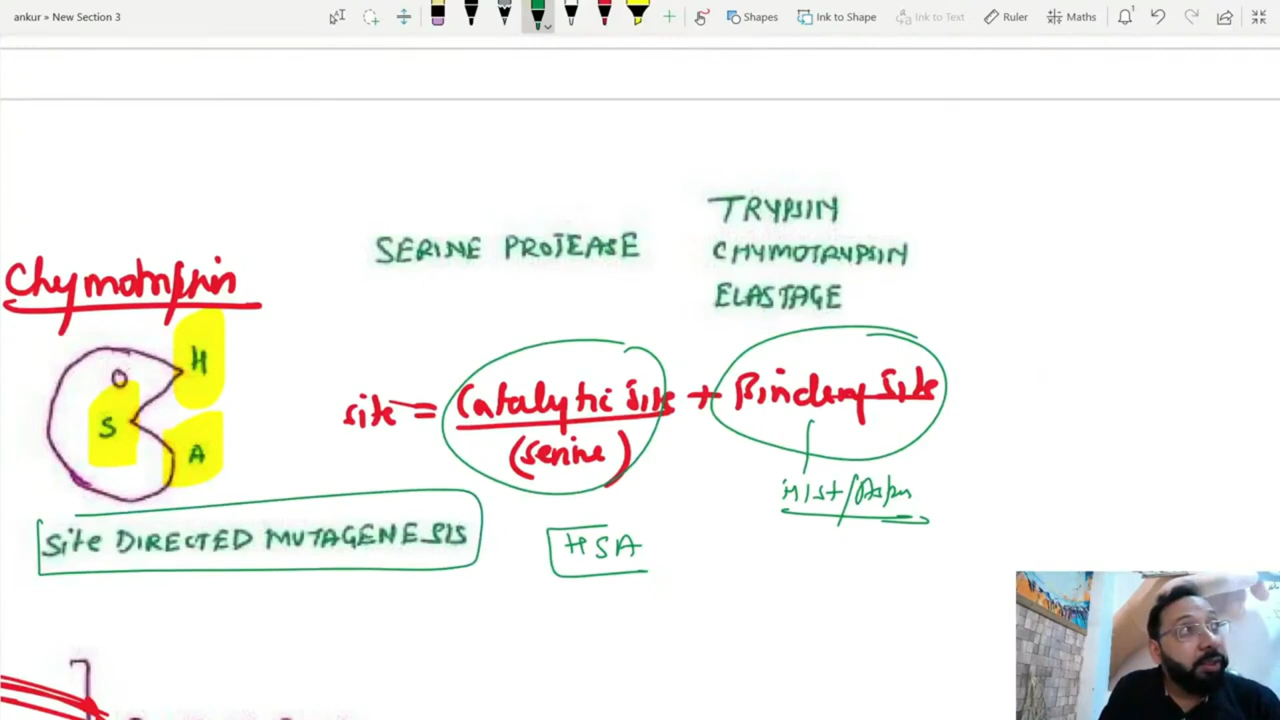 ankur » New Section 3
Shapes
Ink to Shape
Ink to Text
Ruler
Maths
TRYPSIN
SERINE PROTEASE
CHYMOTRYPSIN
ELASTAGE
Chymotrypsin
H
S
A
site = Catalytic Site + Binding Site
(serine)
Hist/Aspn
Site DIRECTED MUTAGENESIS
HSA